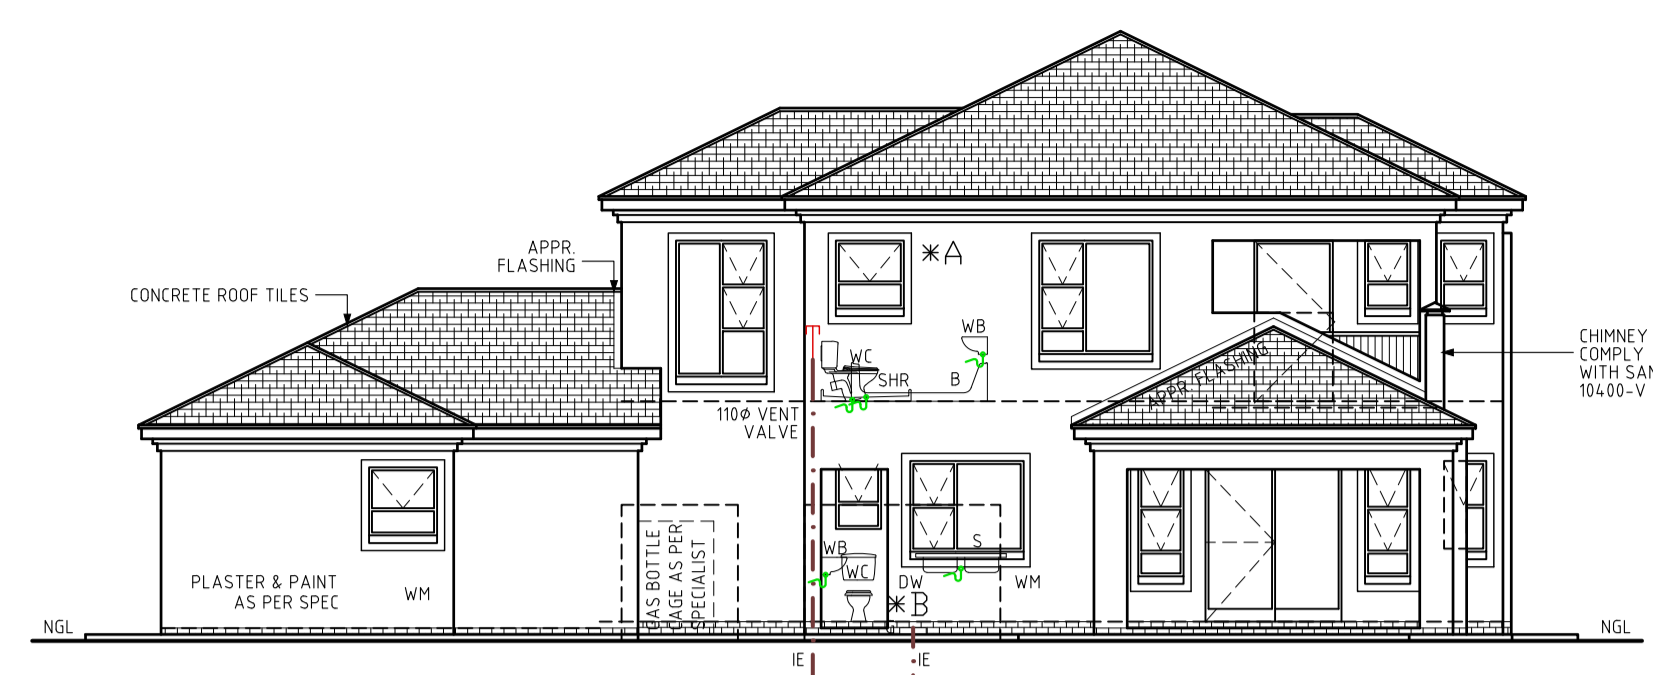 APPR.
FLASHING
CONCRETE ROOF TILES
*A
WB
WC
SHR
B
110ø VENT
VALVE
APPR. FLASHING
CHIMNEY
COMPLY
WITH SAN
10400-V
PLASTER & PAINT
AS PER SPEC
WM
GAS BOTTLE
CAGE AS PER
SPECIALIST
WB
WC
S
DW
WM
*B
NGL
NGL
IE
IE